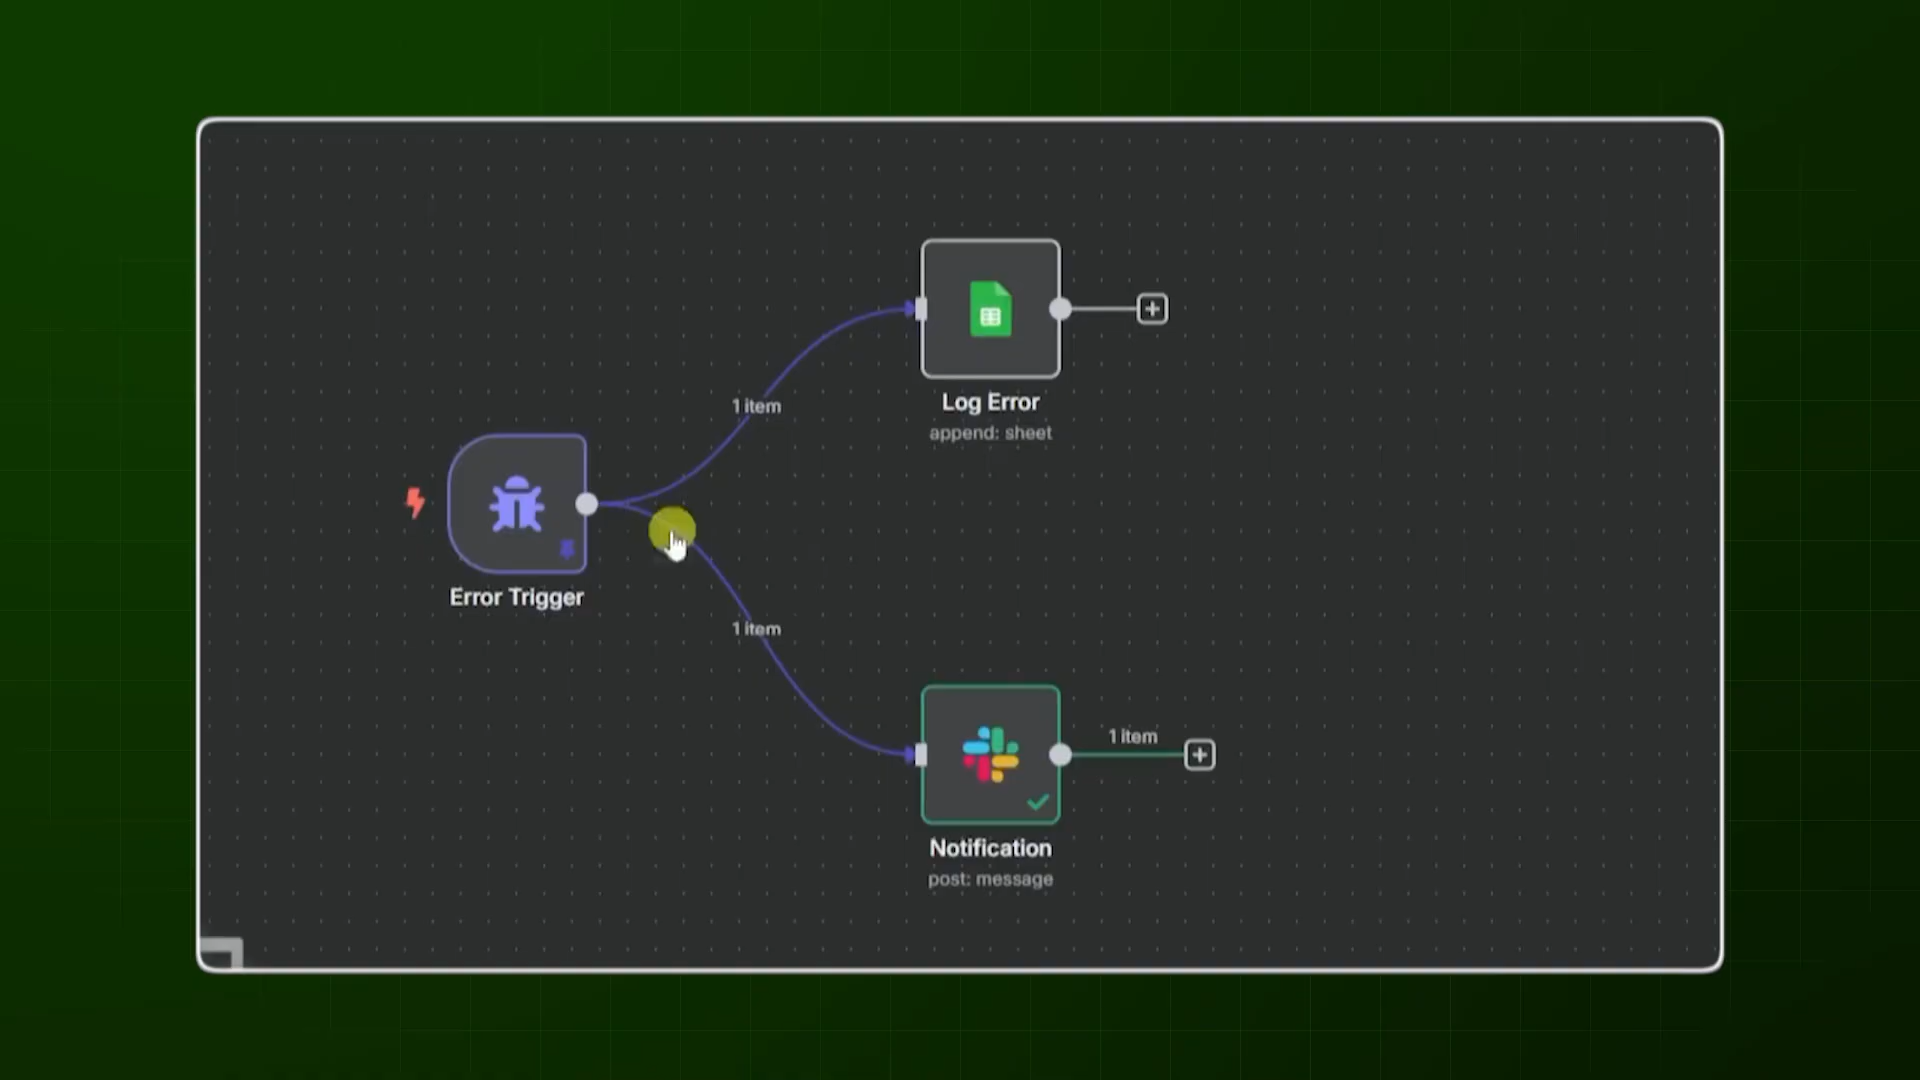 Log Error
append: sheet
1 item
Error Trigger
1 item
1 item
Notification
post: message